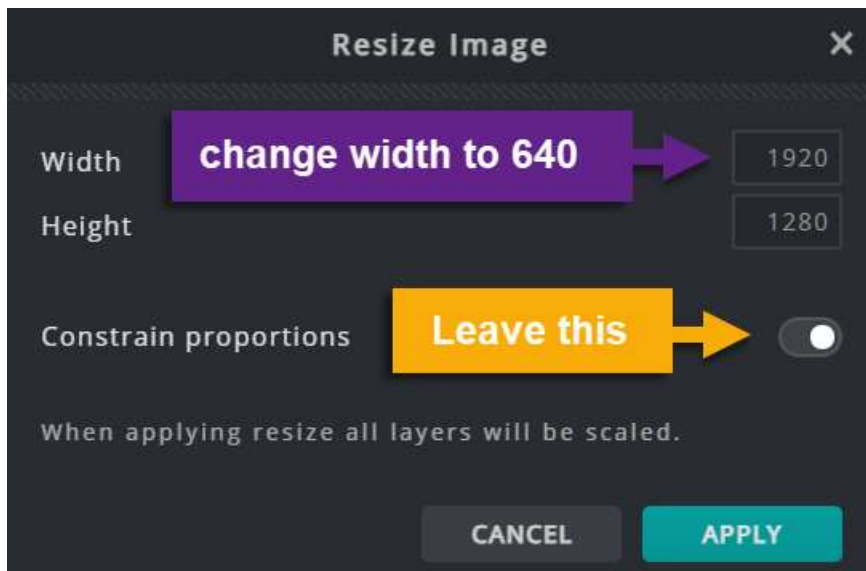 Resize Image
Width
change width to 640
1920
Height
1280
Constrain proportions
Leave this
When applying resize all layers will be scaled.
CANCEL
APPLY